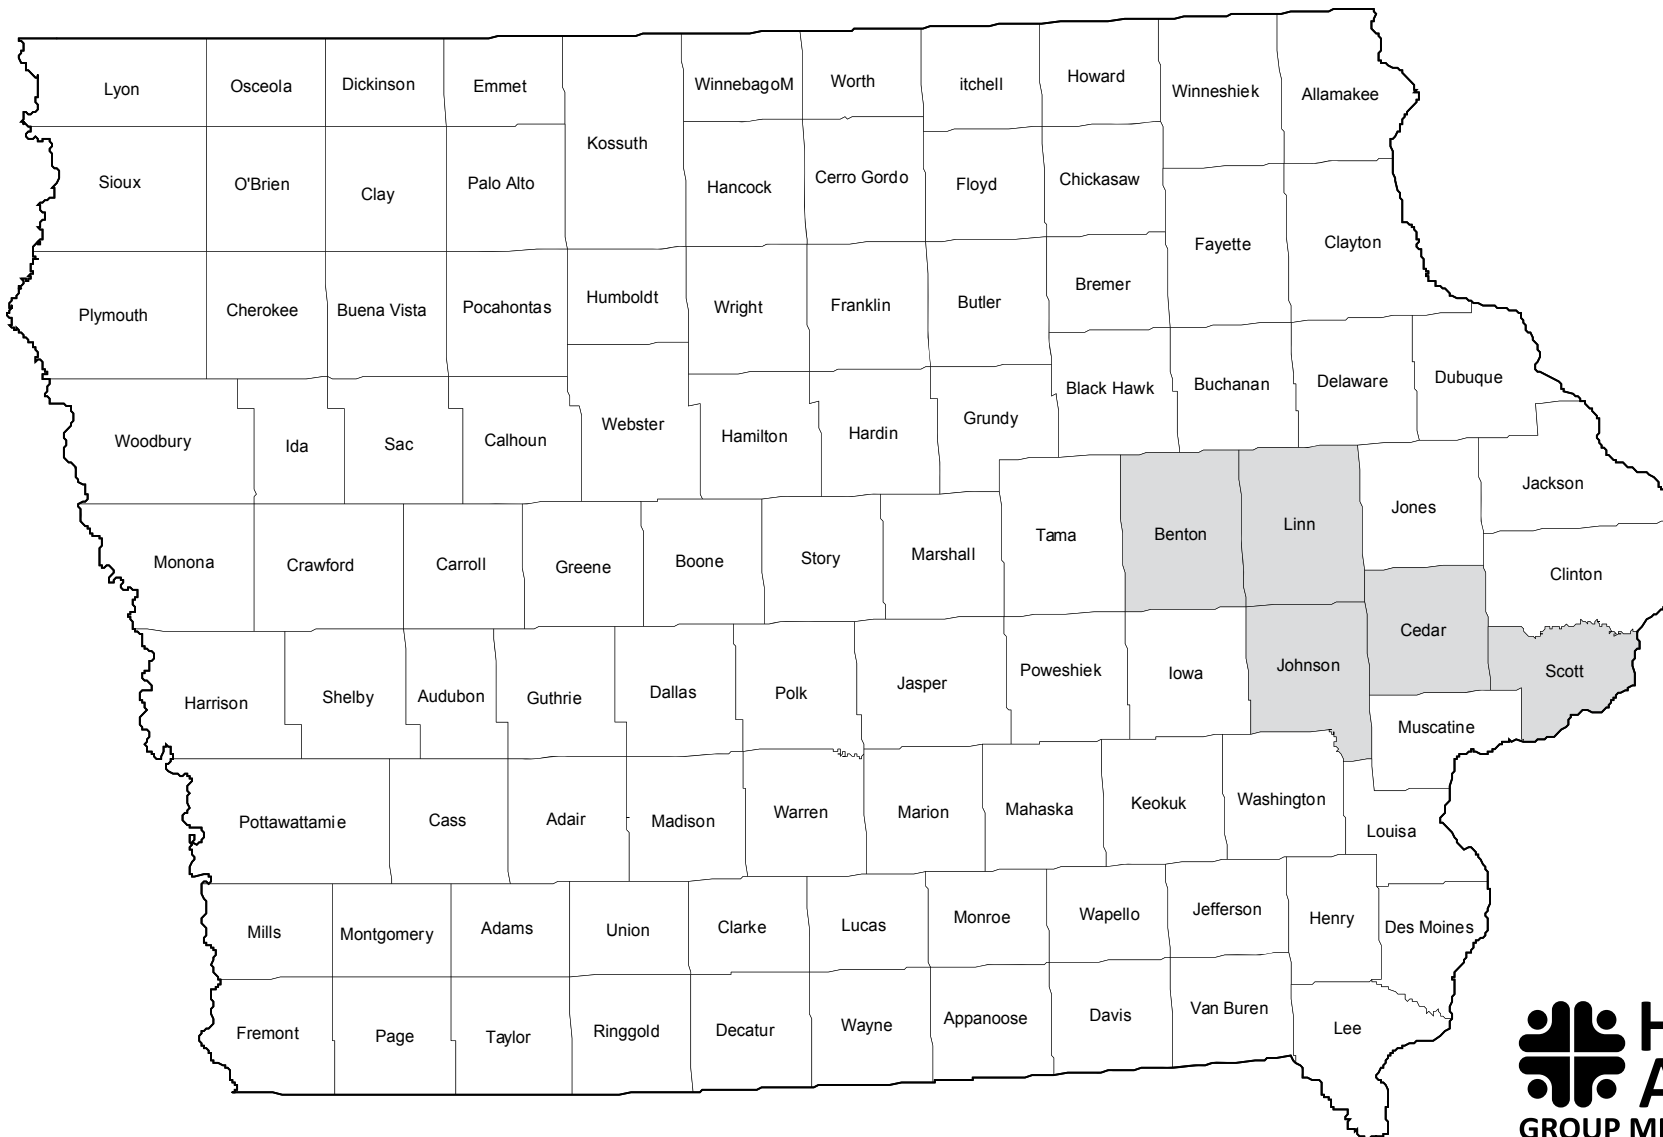 Lyon
Osceola
Dickinson
Emmet
Kossuth
WinnebagoM
Worth
itchell
Howard
Winneshiek
Allamakee
Sioux
O'Brien
Clay
Palo Alto
Hancock
Cerro Gordo
Floyd
Chickasaw
Fayette
Clayton
Plymouth
Cherokee
Buena Vista
Pocahontas
Humboldt
Wright
Franklin
Butler
Bremer
Woodbury
Ida
Sac
Calhoun
Webster
Hamilton
Hardin
Grundy
Black Hawk
Buchanan
Delaware
Dubuque
Monona
Crawford
Carroll
Greene
Boone
Story
Marshall
Tama
Benton
Linn
Jones
Jackson
Clinton
Harrison
Shelby
Audubon
Guthrie
Dallas
Polk
Jasper
Poweshiek
Iowa
Johnson
Cedar
Scott
Muscatine
Pottawattamie
Cass
Adair
Madison
Warren
Marion
Mahaska
Keokuk
Washington
Louisa
Mills
Montgomery
Adams
Union
Clarke
Lucas
Monroe
Wapello
Jefferson
Henry
Des Moines
Fremont
Page
Taylor
Ringgold
Decatur
Wayne
Appanoose
Davis
Van Buren
Lee
H
A
GROUP